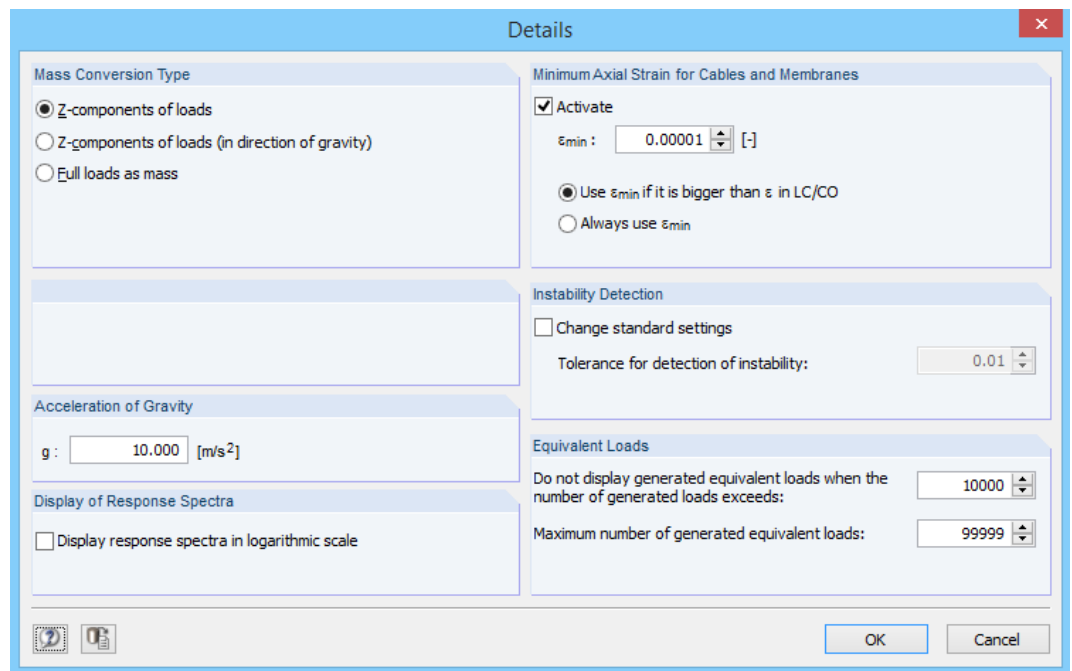 Details
Mass Conversion Type
Z-components of loads
Z-components of loads (in direction of gravity)
Full loads as mass
Acceleration of Gravity
g : 10.000 [m/s²]
Display of Response Spectra
Display response spectra in logarithmic scale
Minimum Axial Strain for Cables and Membranes
Activate
εmin : 0.00001 [-]
Use εmin if it is bigger than ε in LC/CO
Always use εmin
Instability Detection
Change standard settings
Tolerance for detection of instability: 0.01
Equivalent Loads
Do not display generated equivalent loads when the
number of generated loads exceeds: 10000
Maximum number of generated equivalent loads: 99999
OK Cancel